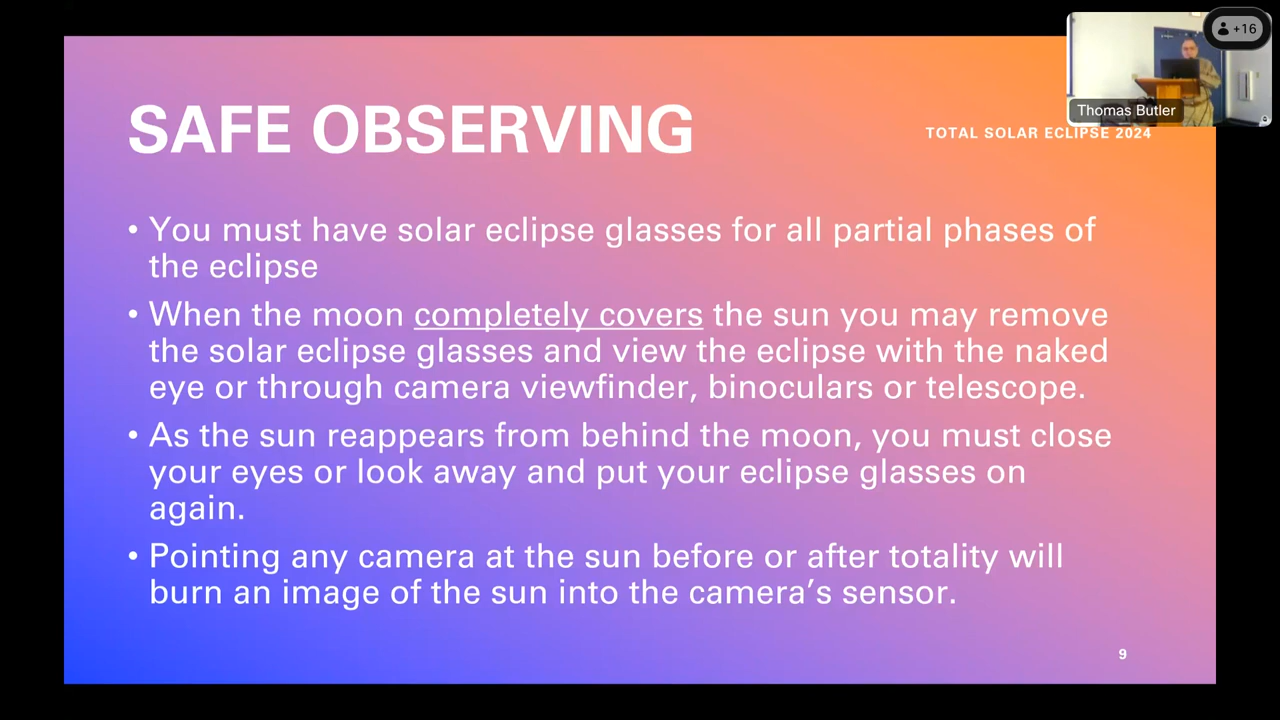 +16
Thomas Butler
SAFE OBSERVING
TOTAL SOLAR ECLIPSE 2024
• You must have solar eclipse glasses for all partial phases of
the eclipse
• When the moon completely covers the sun you may remove
the solar eclipse glasses and view the eclipse with the naked
eye or through camera viewfinder, binoculars or telescope.
• As the sun reappears from behind the moon, you must close
your eyes or look away and put your eclipse glasses on
again.
• Pointing any camera at the sun before or after totality will
burn an image of the sun into the camera’s sensor.
9